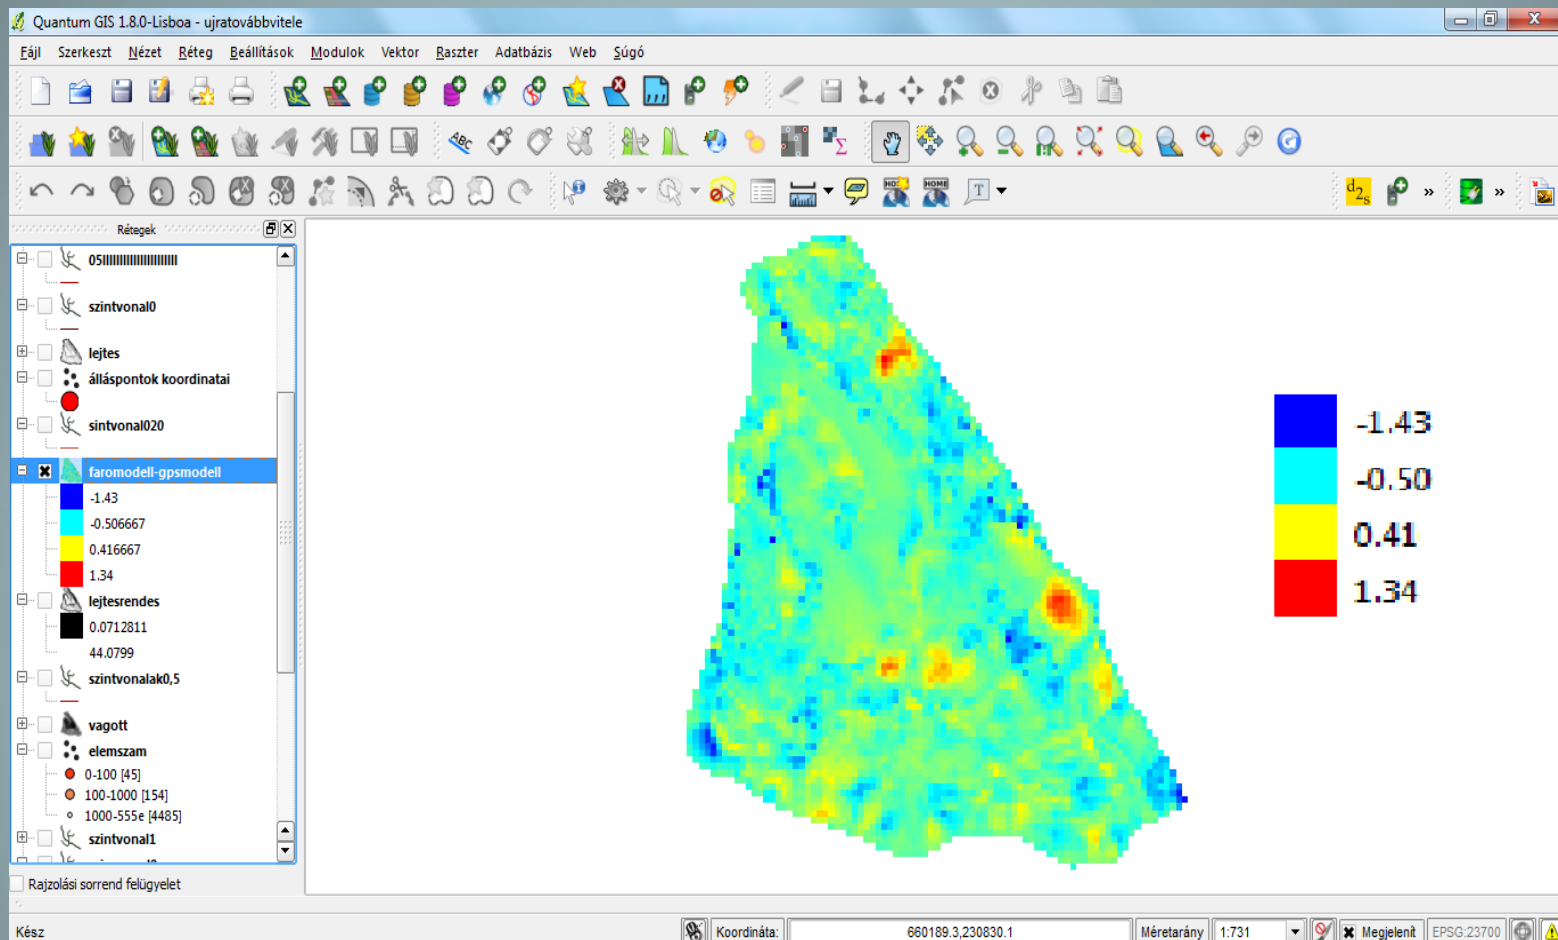 Quantum GIS 1.8.0-Lisboa - ujratovábbvitele
Fájl Szerkeszt Nézet Réteg Beállítások Modulok Vektor Raszter Adatbázis Web Súgó
ABC
HOME
T
d2s
Rétegek
szintvonal0
lejtes
álláspontok koordinatai
sintvonal020
faromodell-gpsmodell
-1.43
-0.506667
0.416667
1.34
lejtesrendes
0.0712811
44.0799
szintvonalak0,5
vagott
elemszam
0-100 [45]
100-1000 [154]
1000-555e [4485]
szintvonal1
Rajzolási sorrend felügyelet
-1.43
-0.50
0.41
1.34
Kész
Koordináta:
660189.3,230830.1
Méretarány
1:731
Megjelenít
EPSG:23700